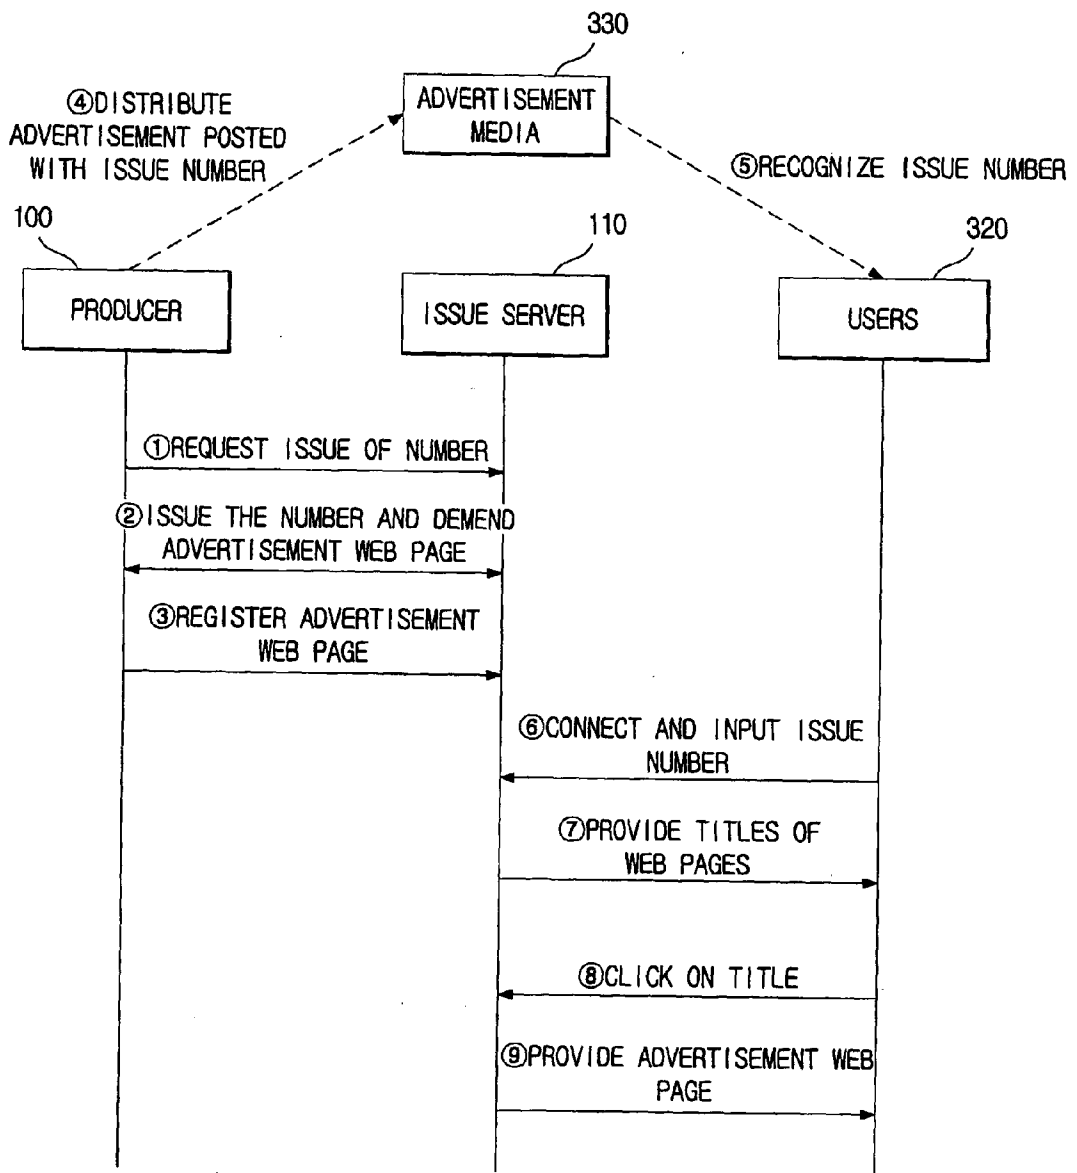 330
ADVERTISEMENT
MEDIA
④DISTRIBUTE
ADVERTISEMENT POSTED
WITH ISSUE NUMBER
⑤RECOGNIZE ISSUE NUMBER
100
110
320
PRODUCER
ISSUE SERVER
USERS
①REQUEST ISSUE OF NUMBER
②ISSUE THE NUMBER AND DEMEND
ADVERTISEMENT WEB PAGE
③REGISTER ADVERTISEMENT
WEB PAGE
⑥CONNECT AND INPUT ISSUE
NUMBER
⑦PROVIDE TITLES OF
WEB PAGES
⑧CLICK ON TITLE
⑨PROVIDE ADVERTISEMENT WEB
PAGE